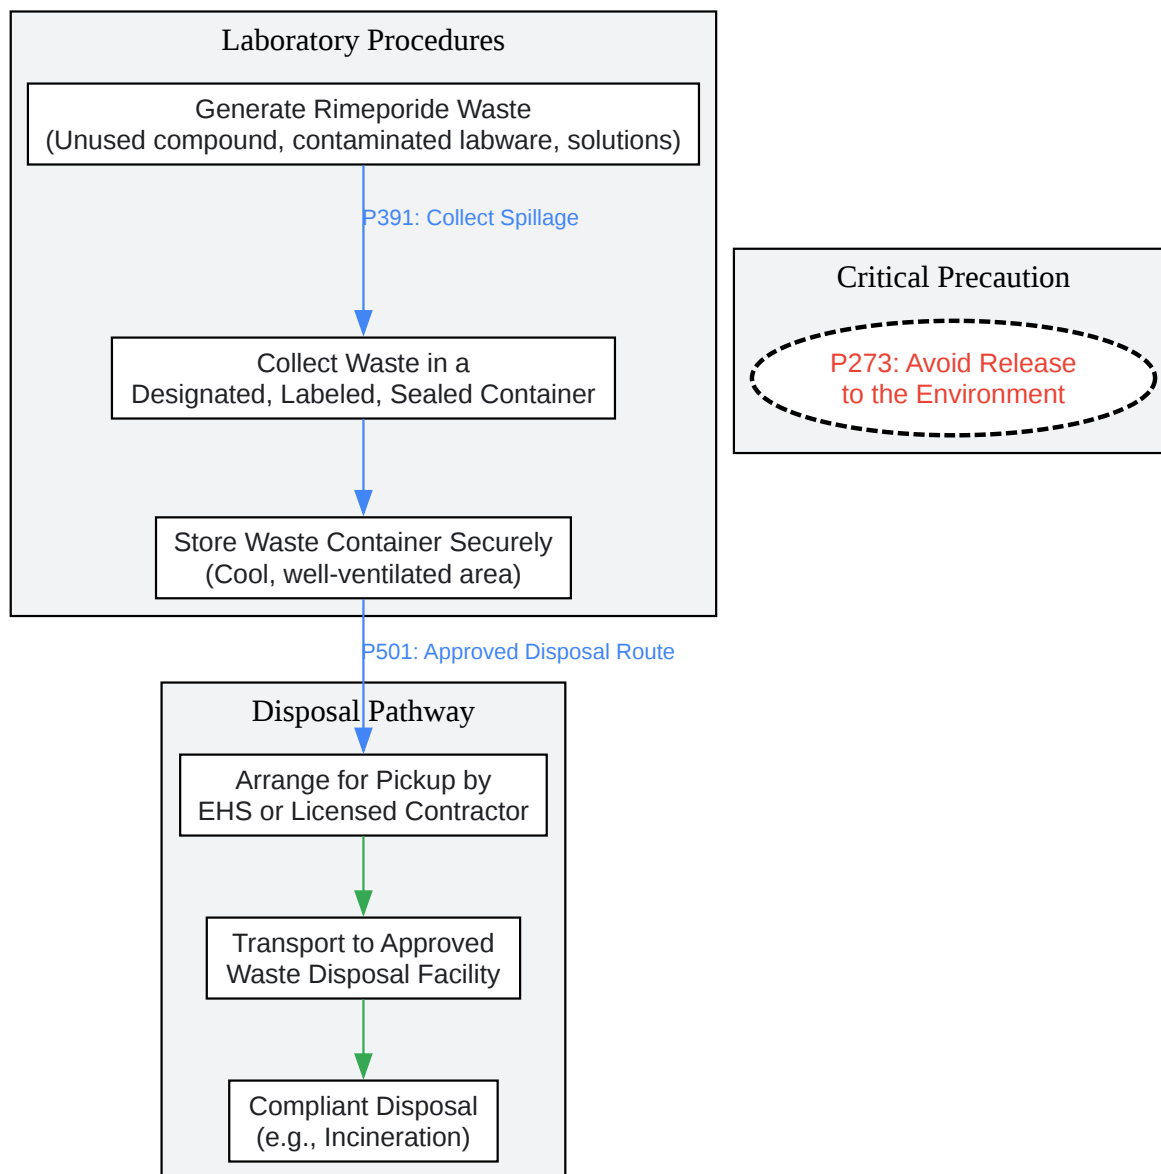 Laboratory Procedures
Generate Rimeporide Waste
(Unused compound, contaminated labware, solutions)
P391: Collect Spillage
Collect Waste in a
Designated, Labeled, Sealed Container
Store Waste Container Securely
(Cool, well-ventilated area)
P501: Approved Disposal Route
Disposal Pathway
Arrange for Pickup by
EHS or Licensed Contractor
Transport to Approved
Waste Disposal Facility
Compliant Disposal
(e.g., Incineration)
Critical Precaution
P273: Avoid Release
to the Environment